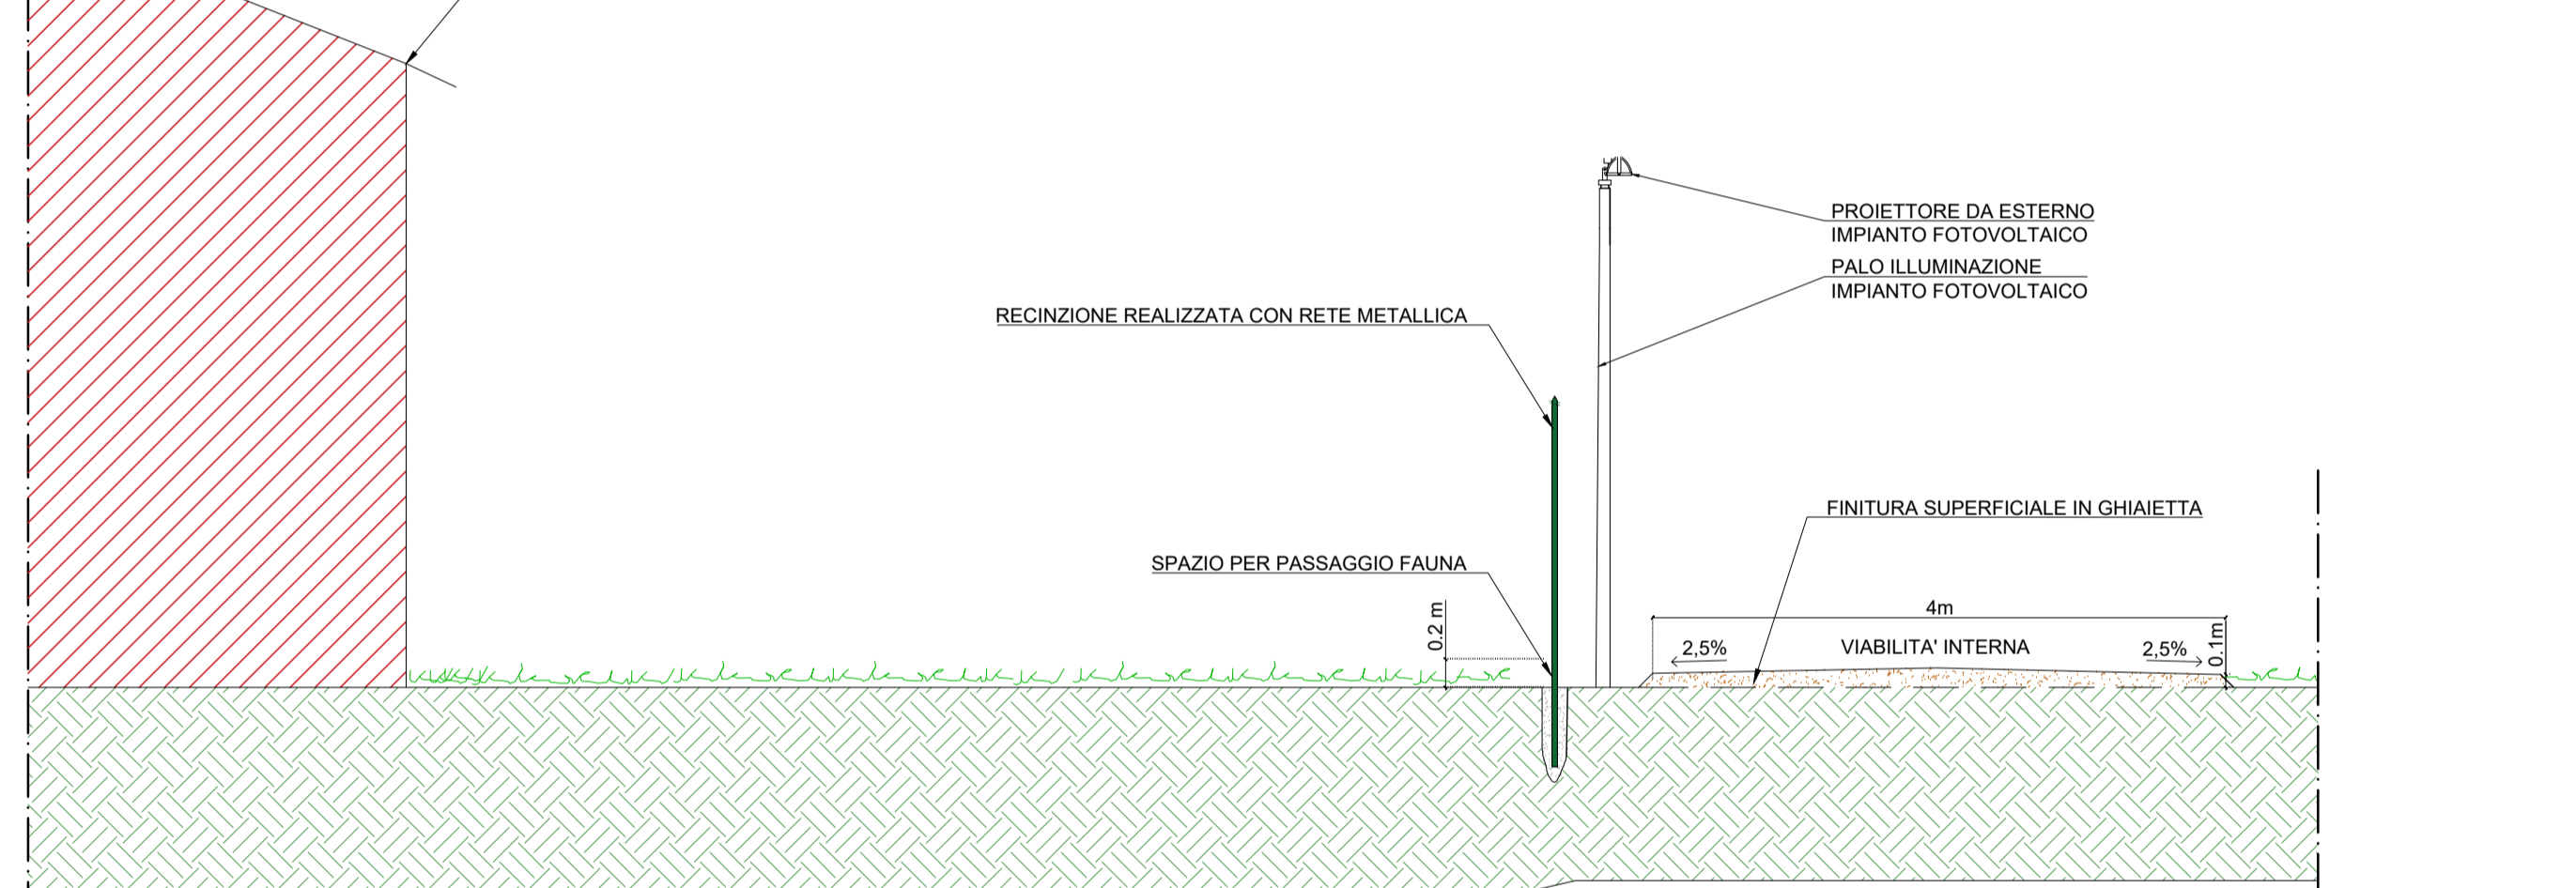 PROIETTORE DA ESTERNO
IMPIANTO FOTOVOLTAICO
PALO ILLUMINAZIONE
IMPIANTO FOTOVOLTAICO
RECINZIONE REALIZZATA CON RETE METALLICA
FINITURA SUPERFICIALE IN GHIAIETTA
SPAZIO PER PASSAGGIO FAUNA
0.2 m
4m
2,5%
VIABILITA' INTERNA
2,5%
0.1m